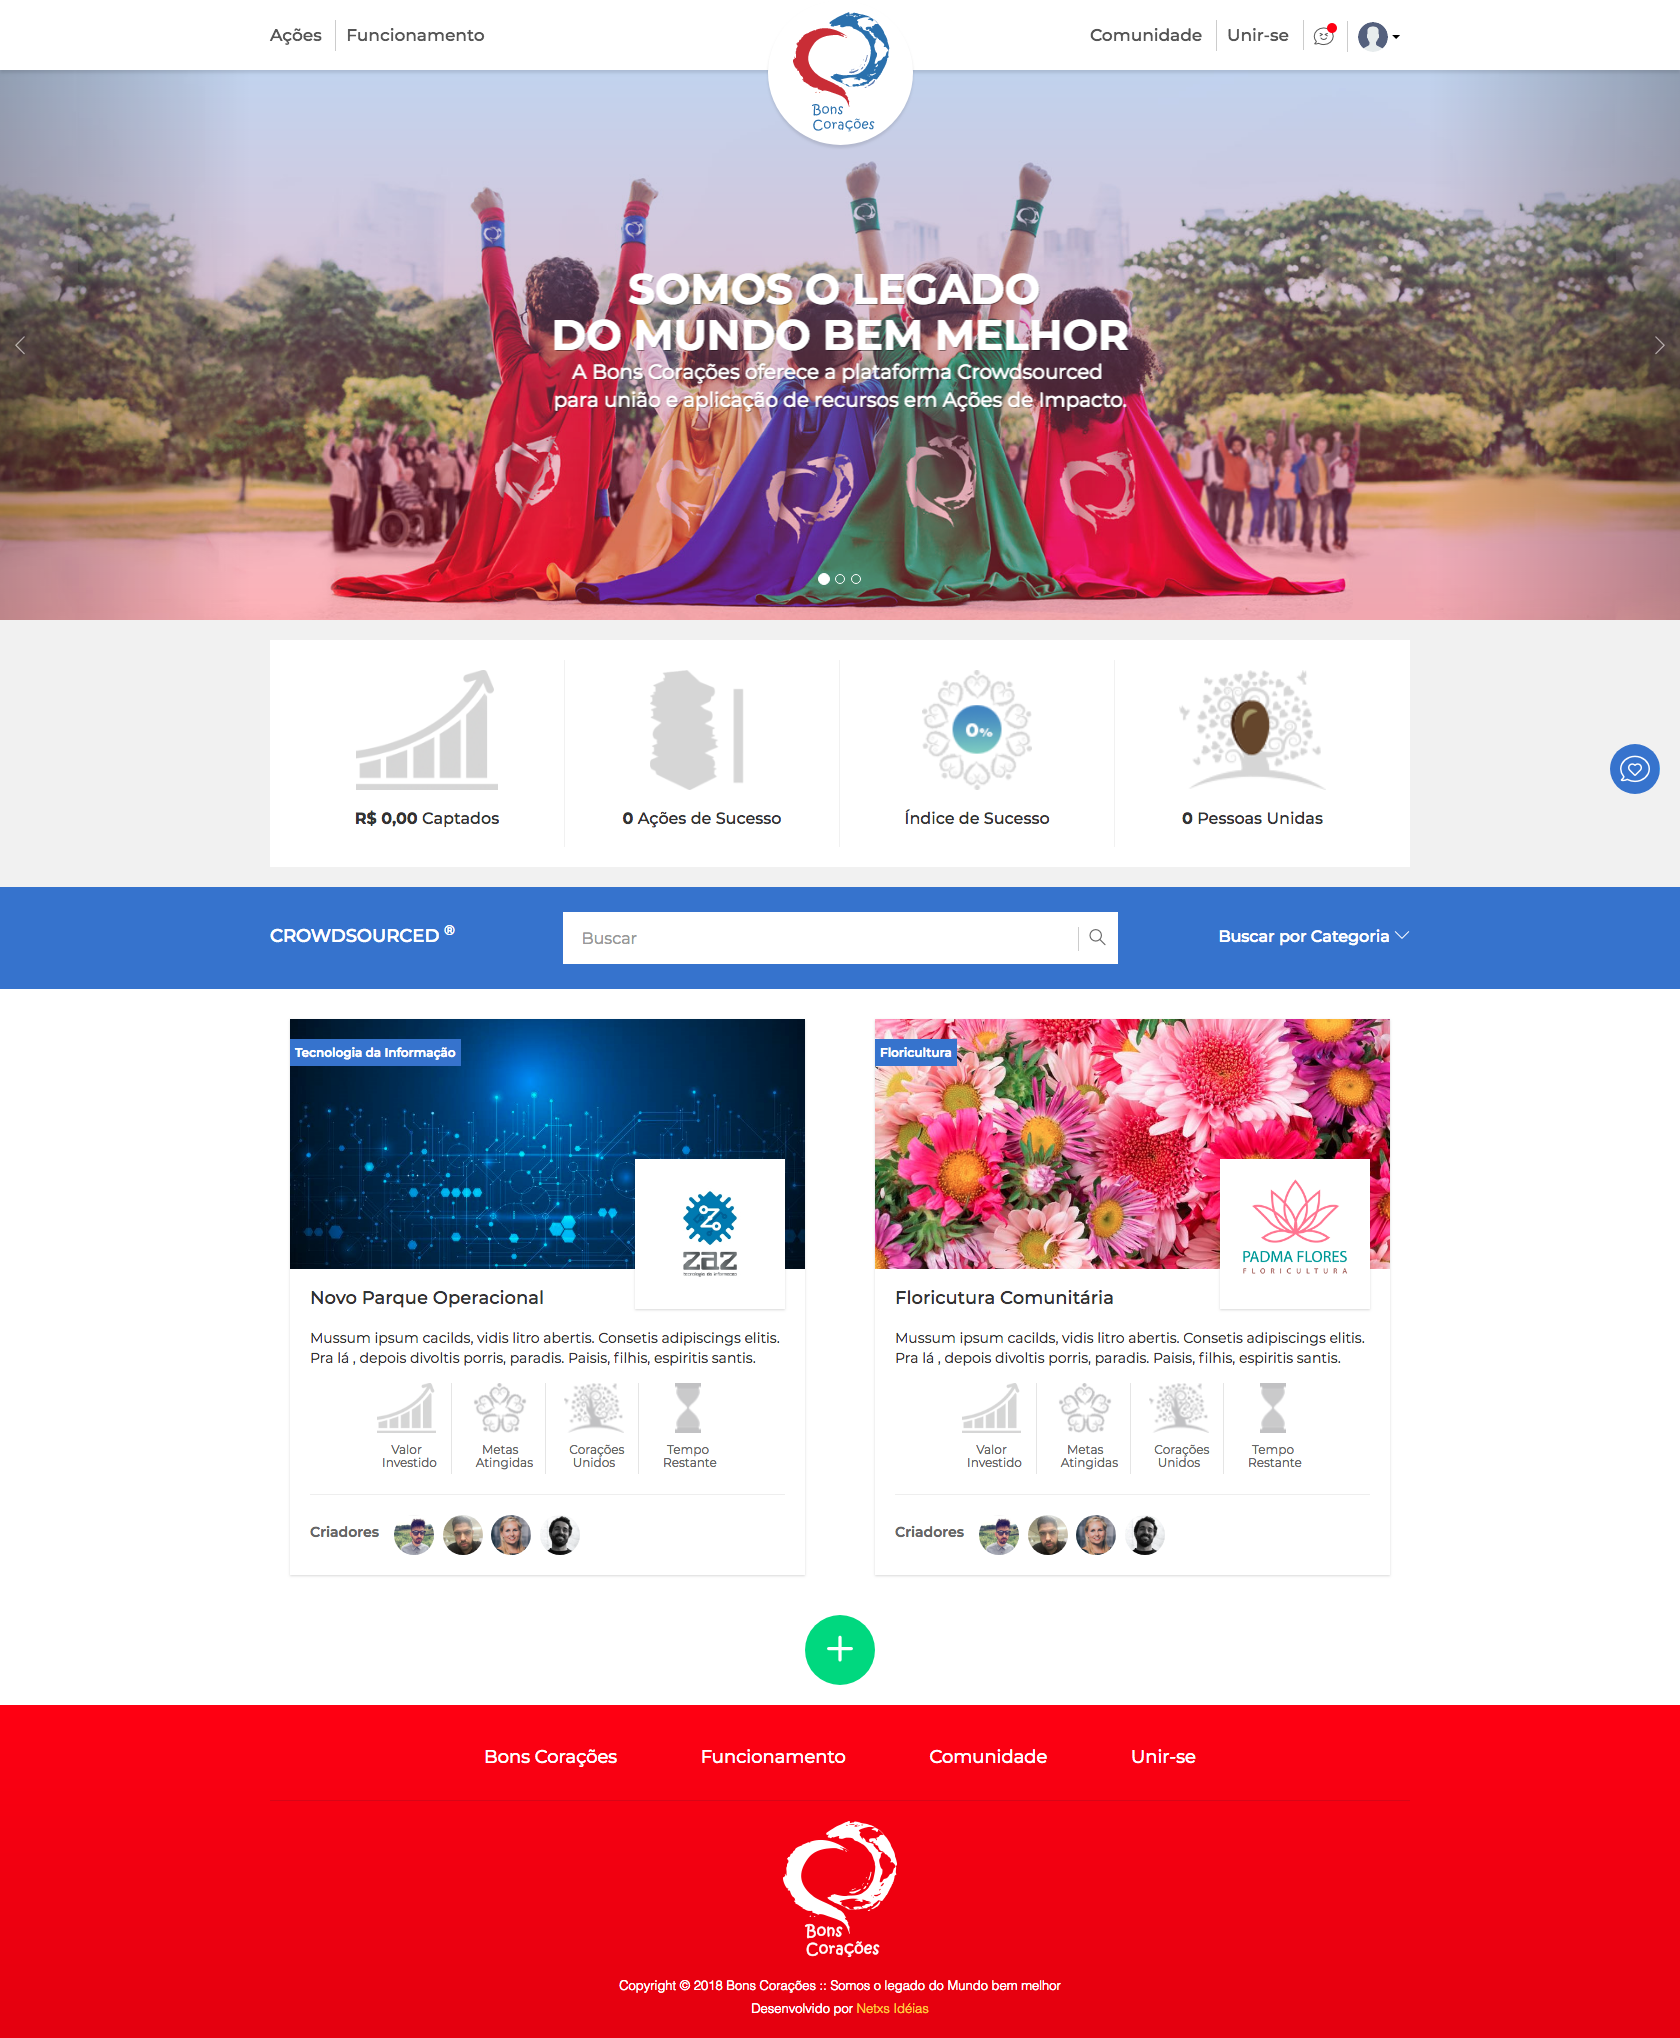 Ações
Funcionamento
Bons
Corações
Comunidade
Unir-se
SOMOS O LEGADO
DO MUNDO BEM MELHOR
A Bons Corações oferece a plataforma Crowdsourced
para união e aplicação de recursos em Ações de Impacto.
0%
R$ 0,00 Captados
0 Ações de Sucesso
Índice de Sucesso
0 Pessoas Unidas
CROWDSOURCED ®
Buscar
Buscar por Categoria
Tecnologia da Informação
Z
zaz
tecnologia da informacao
Novo Parque Operacional
Mussum ipsum cacilds, vidis litro abertis. Consetis adipiscings elitis.
Pra lá , depois divoltis porris, paradis. Paisis, filhis, espiritis santis.
Valor
Investido
Metas
Atingidas
Corações
Unidos
Tempo
Restante
Criadores
Floricultura
PADMA FLORES
FLORICULTURA
Floricutura Comunitária
Mussum ipsum cacilds, vidis litro abertis. Consetis adipiscings elitis.
Pra lá , depois divoltis porris, paradis. Paisis, filhis, espiritis santis.
Valor
Investido
Metas
Atingidas
Corações
Unidos
Tempo
Restante
Criadores
Bons Corações
Funcionamento
Comunidade
Unir-se
Bons
Corações
Copyright © 2018 Bons Corações :: Somos o legado do Mundo bem melhor
Desenvolvido por Netxs Idéias